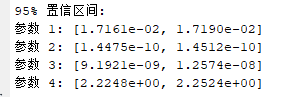 95% 置信区间:
参数 1: [1.7161e-02, 1.7190e-02]
参数 2: [1.4475e-10, 1.4512e-10]
参数 3: [9.1921e-09, 1.2574e-08]
参数 4: [2.2248e+00, 2.2524e+00]